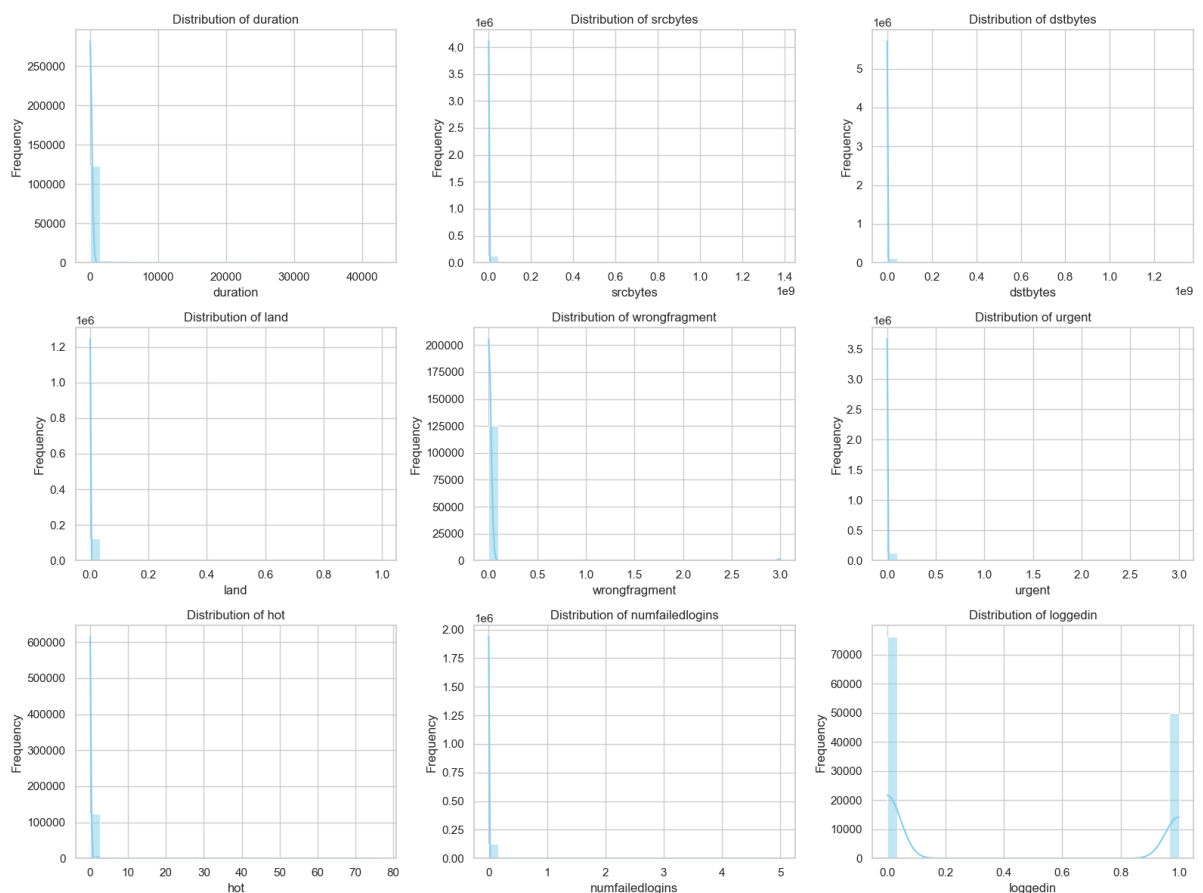 Distribution of duration
Frequency
250000
200000
150000
100000
50000
0
0 10000 20000 30000 40000
duration
Distribution of srcbytes
1e6
Frequency
4.0
3.5
3.0
2.5
2.0
1.5
1.0
0.5
0.0
0.0 0.2 0.4 0.6 0.8 1.0 1.2 1.4
srcbytes
1e9
Distribution of dstbytes
1e6
Frequency
6
5
4
3
2
1
0
0.0 0.2 0.4 0.6 0.8 1.0 1.2
dstbytes
1e9
Distribution of land
1e6
Frequency
1.2
1.0
0.8
0.6
0.4
0.2
0.0
0.0 0.2 0.4 0.6 0.8 1.0
land
Distribution of wrongfragment
Frequency
200000
175000
150000
125000
100000
75000
50000
25000
0
0.0 0.5 1.0 1.5 2.0 2.5 3.0
wrongfragment
Distribution of urgent
1e6
Frequency
3.5
3.0
2.5
2.0
1.5
1.0
0.5
0.0
0.0 0.5 1.0 1.5 2.0 2.5 3.0
urgent
Distribution of hot
Frequency
600000
500000
400000
300000
200000
100000
0
0 10 20 30 40 50 60 70 80
hot
Distribution of numfailedlogins
1e6
Frequency
2.00
1.75
1.50
1.25
1.00
0.75
0.50
0.25
0.00
0 1 2 3 4 5
numfailedlogins
Distribution of loggedin
Frequency
70000
60000
50000
40000
30000
20000
10000
0
0.0 0.2 0.4 0.6 0.8 1.0
loggedin